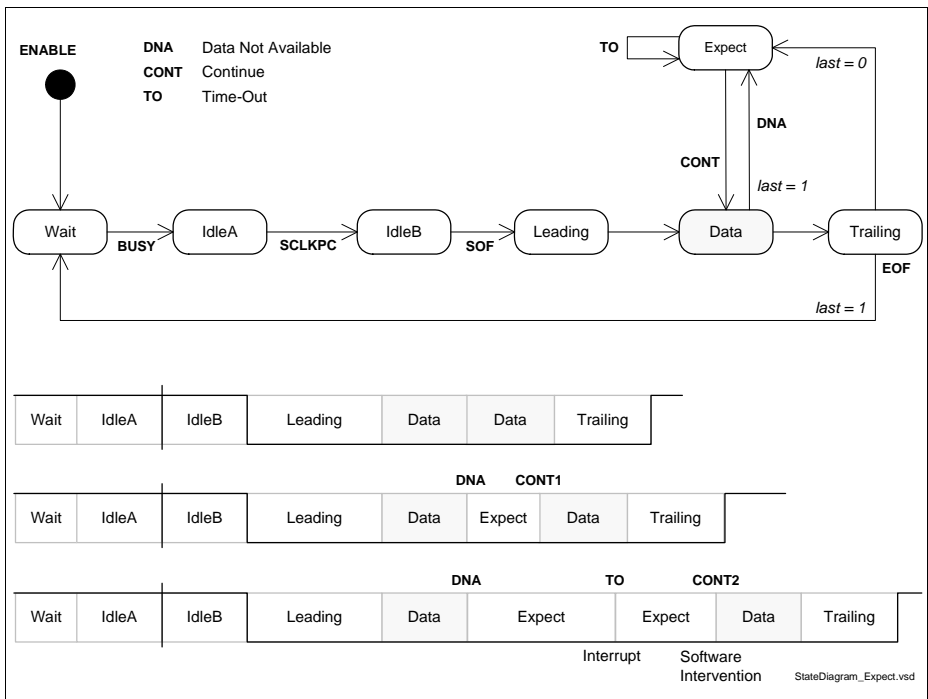 ENABLE
DNA Data Not Available
CONT Continue
TO Time-Out
TO
Expect
last = 0
DNA
CONT
last = 1
Wait
BUSY
IdleA
SCLKPC
IdleB
SOF
Leading
Data
Trailing
EOF
last = 1
Wait IdleA IdleB Leading Data Data Trailing
DNA CONT1
Wait IdleA IdleB Leading Data Expect Data Trailing
DNA TO CONT2
Wait IdleA IdleB Leading Data Expect Expect Data Trailing
Interrupt Software
Intervention StateDiagram_Expect.vsd